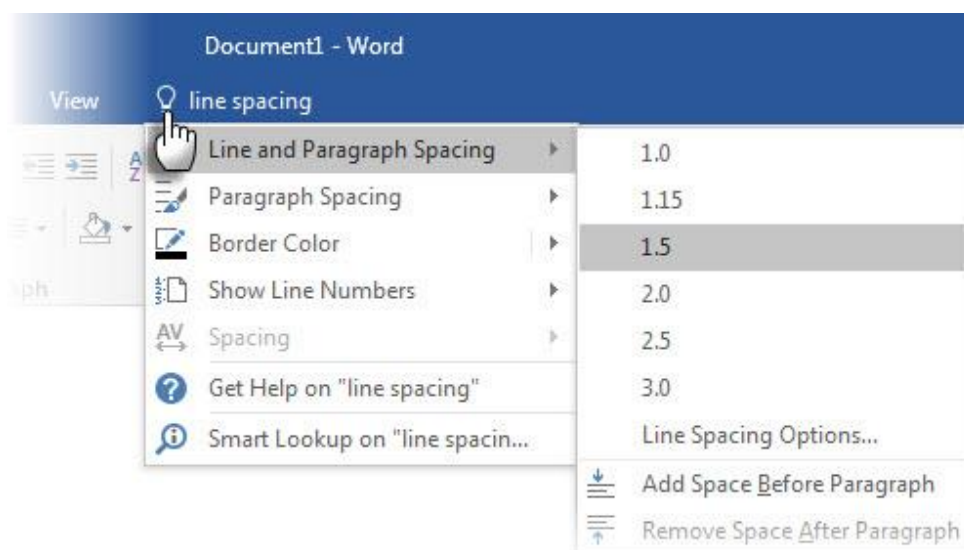 Document1 - Word
View
line spacing
Line and Paragraph Spacing
Paragraph Spacing
Border Color
Show Line Numbers
Spacing
Get Help on "line spacing"
Smart Lookup on "line spacin...
1.0
1.15
1.5
2.0
2.5
3.0
Line Spacing Options...
Add Space Before Paragraph
Remove Space After Paragraph
ph